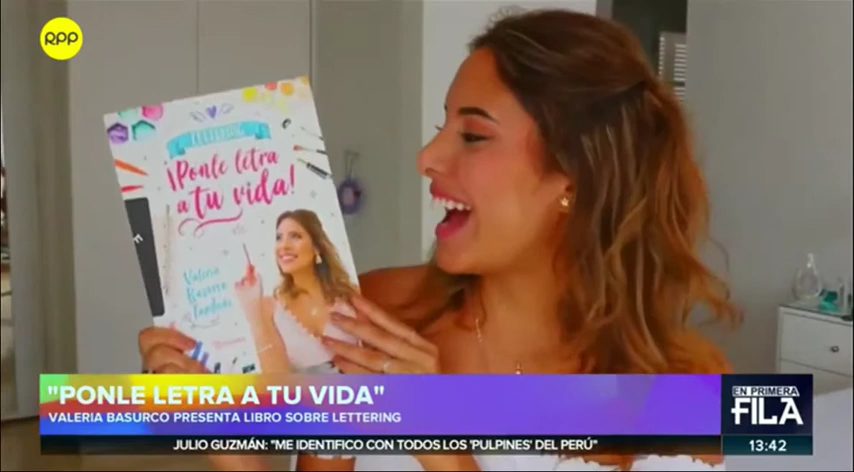 RPP
LETTERING
¡Ponle letra
a tu vida!
Valeria
Basurco
"PONLE LETRA A TU VIDA"
VALERIA BASURCO PRESENTA LIBRO SOBRE LETTERING
EN PRIMERA
FILA
JULIO GUZMÁN: "ME IDENTIFICO CON TODOS LOS 'PULPINES' DEL PERÚ"
13:42